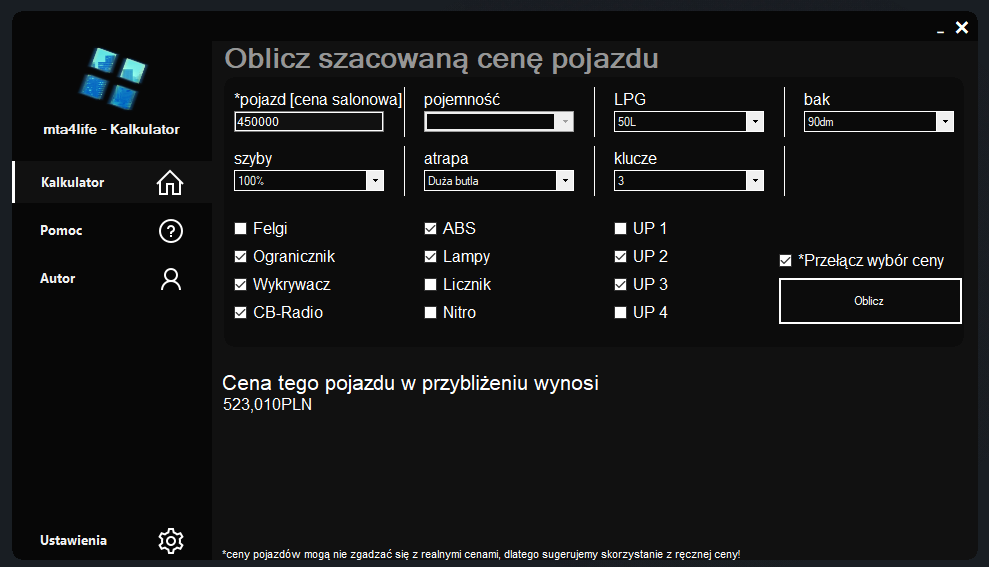 mta4life - Kalkulator
Kalkulator
Pomoc
Autor
Ustawienia
Oblicz szacowaną cenę pojazdu
*pojazd [cena salonowa]
450000
pojemność
LPG
50L
bak
90dm
szyby
100%
atrapa
Duża butla
klucze
3
Felgi
ABS
UP 1
Ogranicznik
Lampy
UP 2
*Przełącz wybór ceny
Wykrywacz
Licznik
UP 3
Oblicz
CB-Radio
Nitro
UP 4
Cena tego pojazdu w przybliżeniu wynosi
523,010PLN
*ceny pojazdów mogą nie zgadzać się z realnymi cenami, dlatego sugerujemy skorzystanie z ręcznej ceny!